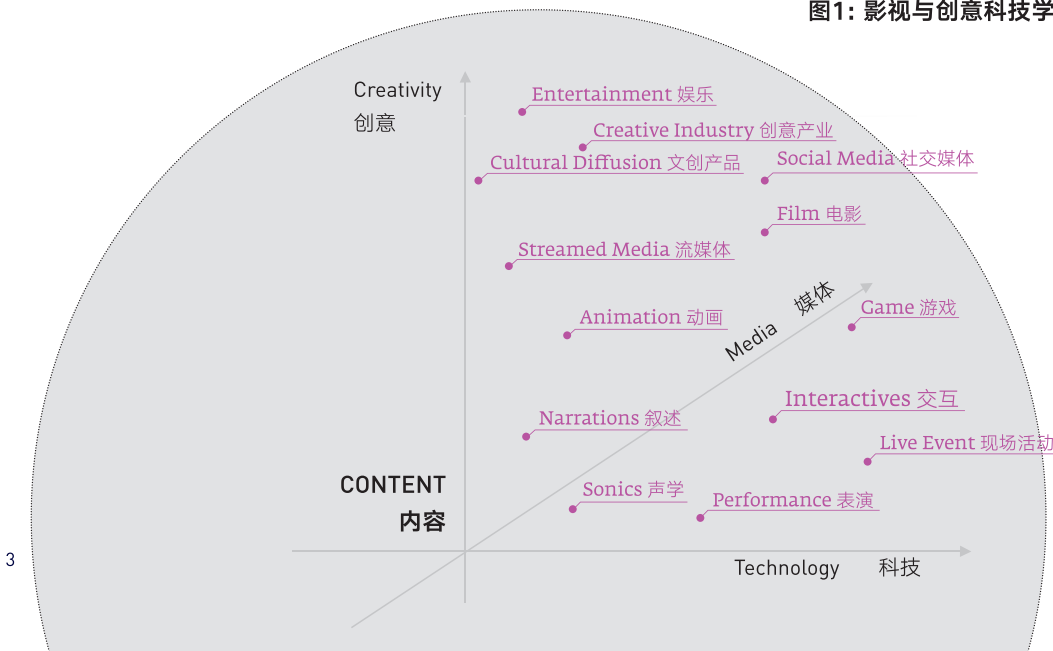 图1: 影视与创意科技学
Creativity
创意
Entertainment 娱乐
Creative Industry 创意产业
Cultural Diffusion 文创产品
Social Media 社交媒体
Film 电影
Streamed Media 流媒体
Media 媒体
Game 游戏
Animation 动画
Interactives 交互
Narrations 叙述
Live Event 现场活动
CONTENT
内容
Sonics 声学
Performance 表演
3
Technology 科技